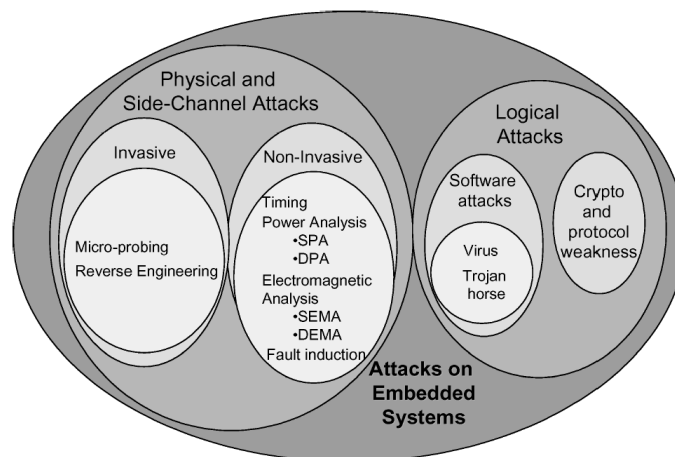 Physical and
Side-Channel Attacks
Invasive
Micro-probing
Reverse Engineering
Non-Invasive
Timing
Power Analysis
•SPA
•DPA
Electromagnetic
Analysis
•SEMA
•DEMA
Fault induction
Logical
Attacks
Software
attacks
Virus
Trojan
horse
Crypto
and
protocol
weakness
Attacks on
Embedded
Systems